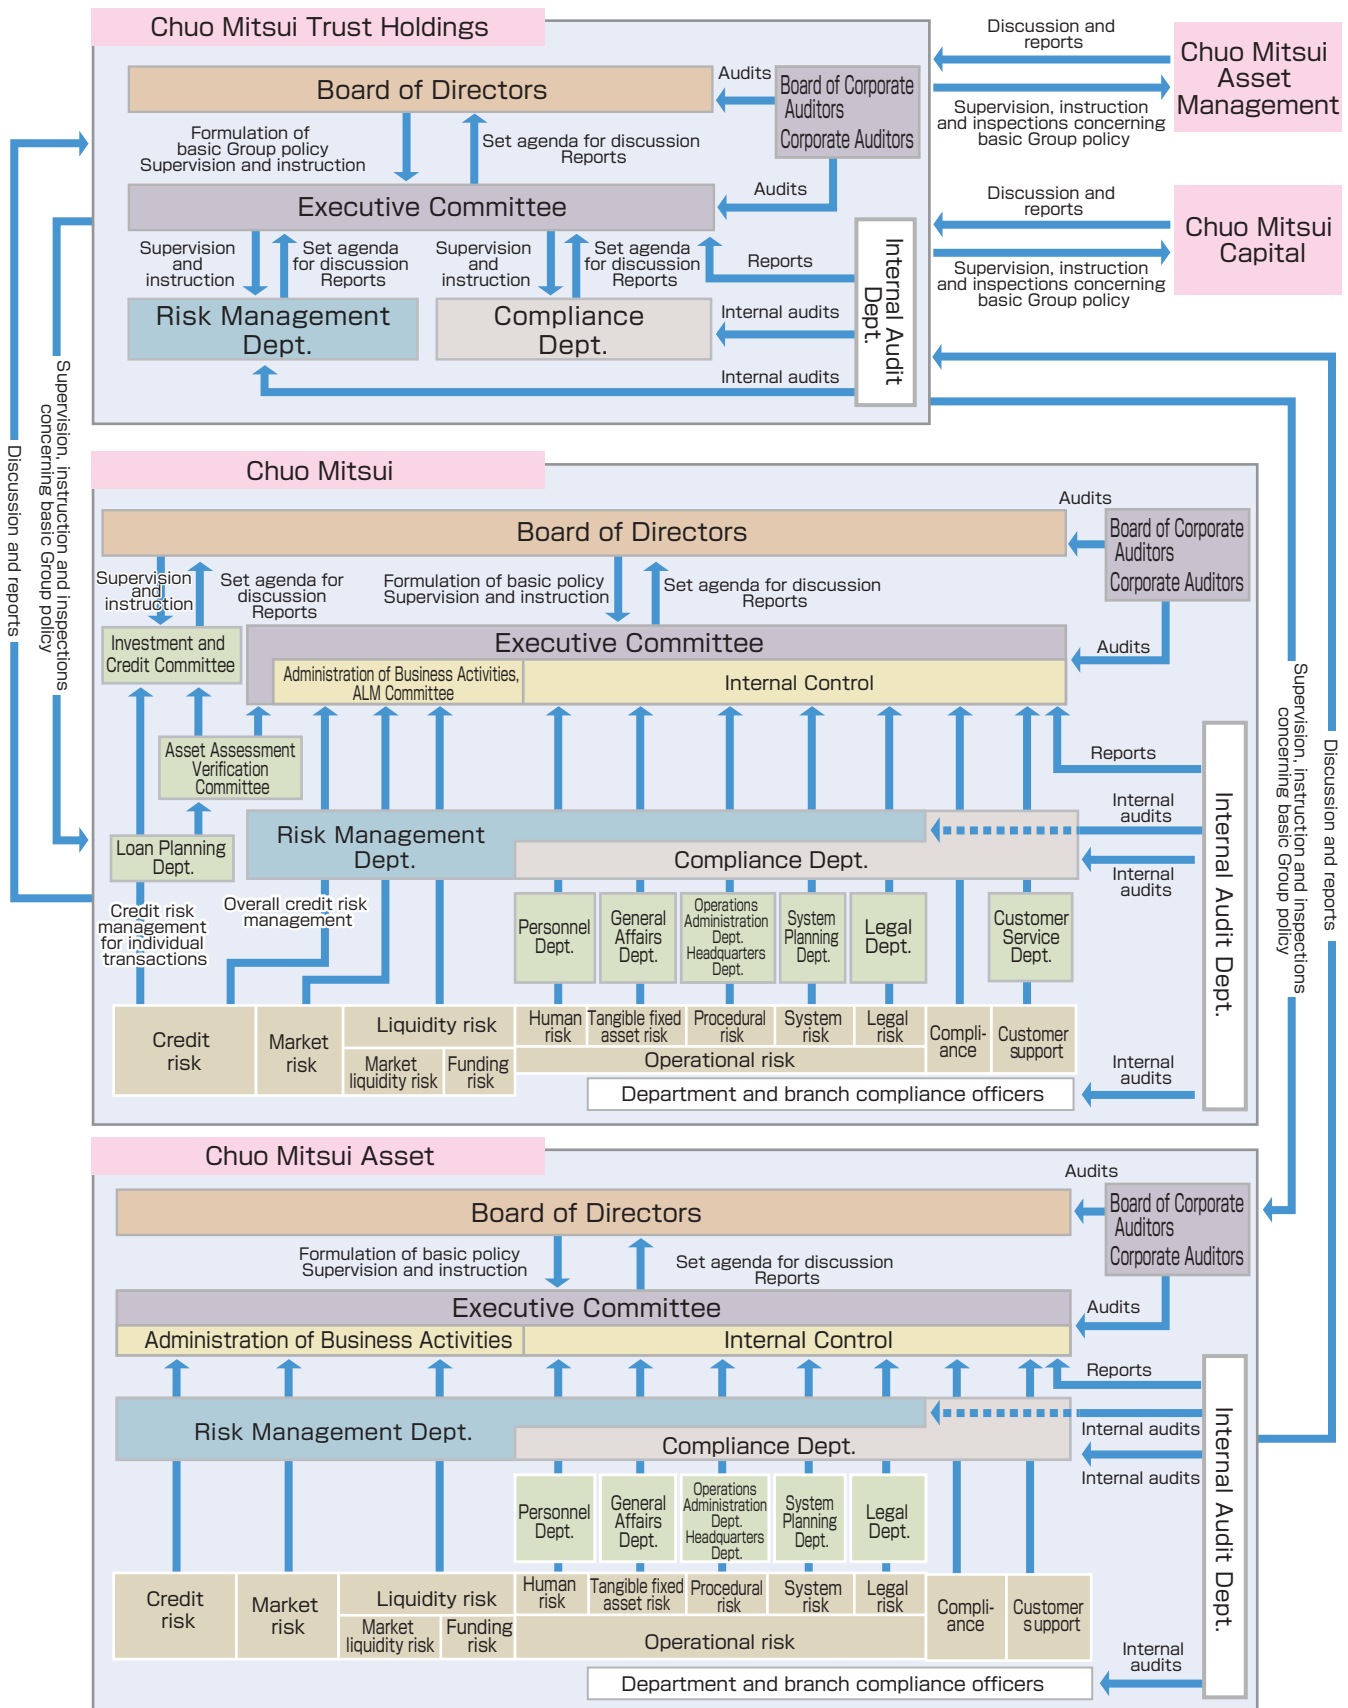 Chuo Mitsui Trust Holdings
Board of Directors
Audits
Board of Corporate
Auditors
Corporate Auditors
Formulation of
basic Group policy
Supervision and instruction
Set agenda for discussion
Reports
Executive Committee
Audits
Supervision
and
instruction
Set agenda
for discussion
Reports
Supervision
and
instruction
Set agenda
for discussion
Reports
Reports
Risk Management
Dept.
Compliance
Dept.
Internal audits
Internal audits
Internal Audit
Dept.
Discussion and
reports
Chuo Mitsui
Asset
Management
Supervision, instruction
and inspections concerning
basic Group policy
Discussion and
reports
Chuo Mitsui
Capital
Supervision, instruction
and inspections concerning
basic Group policy
Discussion and reports
Supervision, instruction and inspections
concerning basic Group policy
Supervision, instruction and inspections
concerning basic Group policy
Discussion and reports
Chuo Mitsui
Board of Directors
Audits
Board of Corporate
Auditors
Corporate Auditors
Supervision
and
instruction
Set agenda for
discussion
Reports
Formulation of basic policy
Supervision and instruction
Set agenda for discussion
Reports
Investment and
Credit Committee
Executive Committee
Audits
Administration of Business Activities,
ALM Committee
Internal Control
Asset Assessment
Verification
Committee
Reports
Loan Planning
Dept.
Risk Management
Dept.
Compliance Dept.
Internal
audits
Internal
audits
Internal Audit Dept.
Credit risk
management
for individual
transactions
Overall credit risk
management
Personnel
Dept.
General
Affairs
Dept.
Operations
Administration
Dept.
Headquarters
Dept.
System
Planning
Dept.
Legal
Dept.
Customer
Service
Dept.
Credit
risk
Market
risk
Liquidity risk
Market
liquidity risk
Funding
risk
Human
risk
Tangible fixed
asset risk
Procedural
risk
System
risk
Legal
risk
Operational risk
Compli-
ance
Customer
support
Department and branch compliance officers
Internal
audits
Chuo Mitsui Asset
Board of Directors
Audits
Board of Corporate
Auditors
Corporate Auditors
Formulation of basic policy
Supervision and instruction
Set agenda for discussion
Reports
Executive Committee
Audits
Administration of Business Activities
Internal Control
Reports
Risk Management Dept.
Compliance Dept.
Internal audits
Internal audits
Internal Audit Dept.
Personnel
Dept.
General
Affairs
Dept.
Operations
Administration
Dept.
Headquarters
Dept.
System
Planning
Dept.
Legal
Dept.
Credit
risk
Market
risk
Liquidity risk
Market
liquidity risk
Funding
risk
Human
risk
Tangible fixed
asset risk
Procedural
risk
System
risk
Legal
risk
Operational risk
Compli-
ance
Customer
support
Department and branch compliance officers
Internal
audits